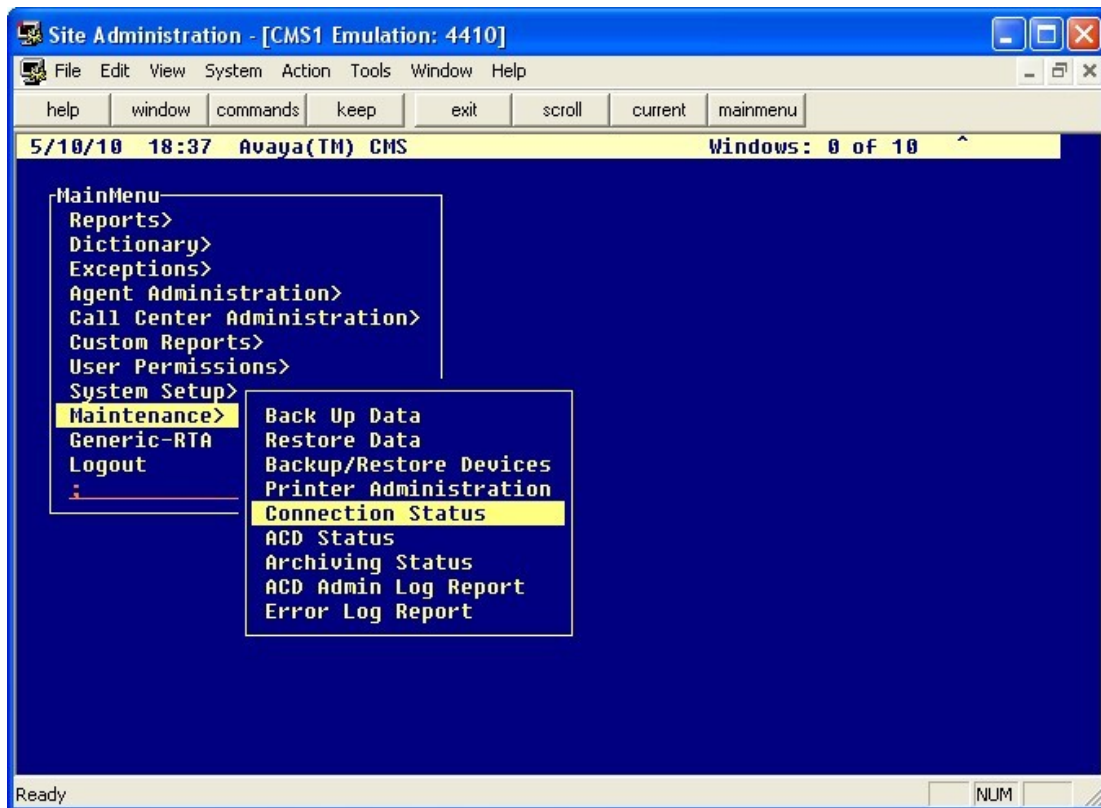 Site Administration - [CMS1 Emulation: 4410]
File Edit View System Action Tools Window Help
help window commands keep exit scroll current mainmenu
5/10/10 18:37 Avaya(TM) CMS Windows: 0 of 10 ^
MainMenu
Reports>
Dictionary>
Exceptions>
Agent Administration>
Call Center Administration>
Custom Reports>
User Permissions>
System Setup>
Maintenance>
Generic-RTA
Logout
;
Back Up Data
Restore Data
Backup/Restore Devices
Printer Administration
Connection Status
ACD Status
Archiving Status
ACD Admin Log Report
Error Log Report
Ready NUM